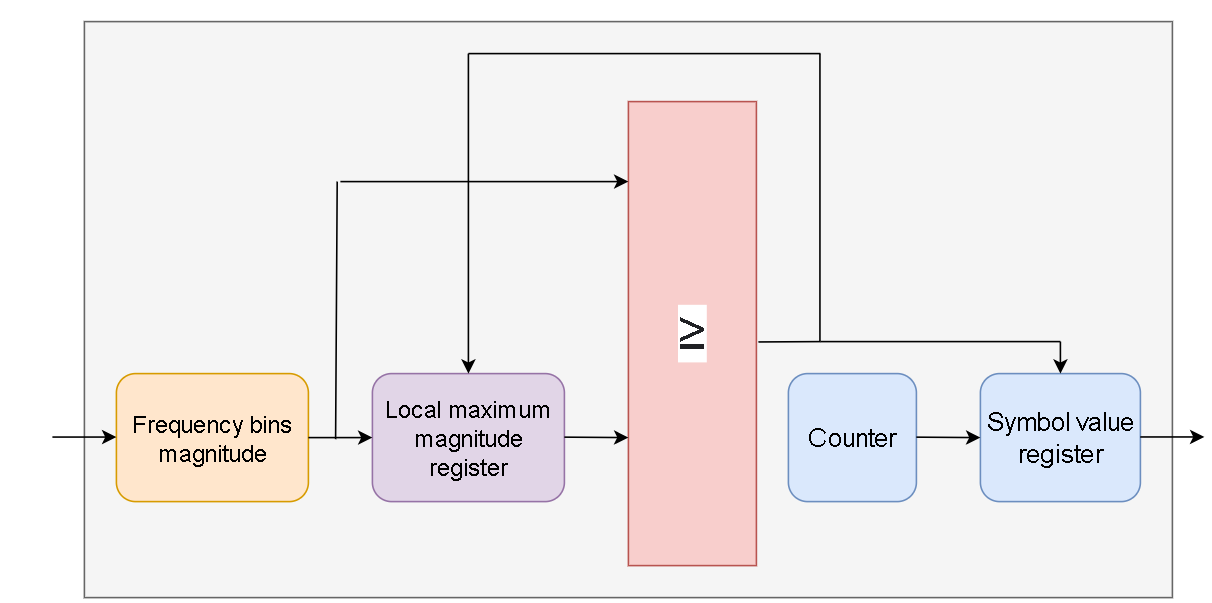 Frequency bins
magnitude
Local maximum
magnitude
register
≥
Counter
Symbol value
register